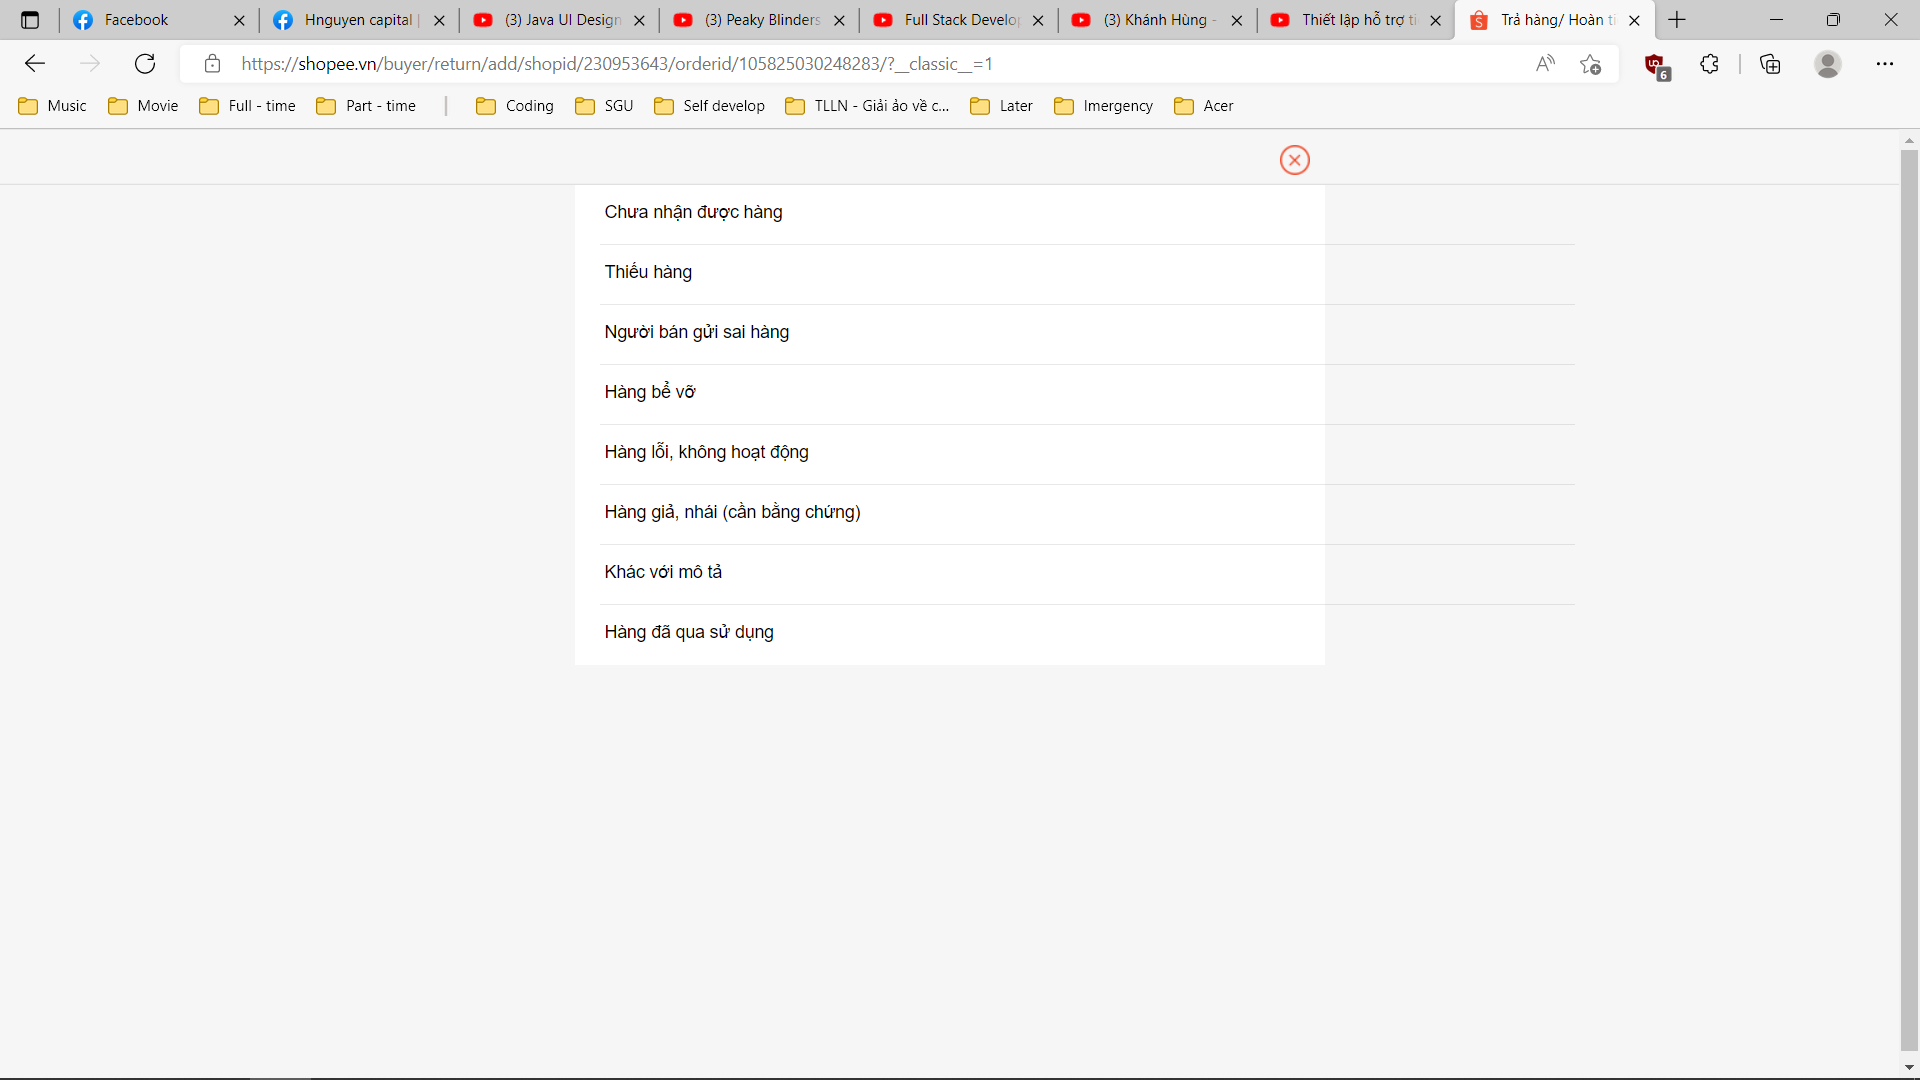 Facebook
Hnguyen capital |
(3) Java UI Design
(3) Peaky Blinders
Full Stack Develo
(3) Khánh Hùng -
Thiết lập hỗ trợ ti
Trả hàng/ Hoàn ti
https://shopee.vn/buyer/return/add/shopid/230953643/orderid/105825030248283/?__classic__=1
6
Music
Movie
Full - time
Part - time
Coding
SGU
Self develop
TLLN - Giải ảo về c...
Later
Imergency
Acer
Chưa nhận được hàng
Thiếu hàng
Người bán gửi sai hàng
Hàng bể vỡ
Hàng lỗi, không hoạt động
Hàng giả, nhái (cần bằng chứng)
Khác với mô tả
Hàng đã qua sử dụng